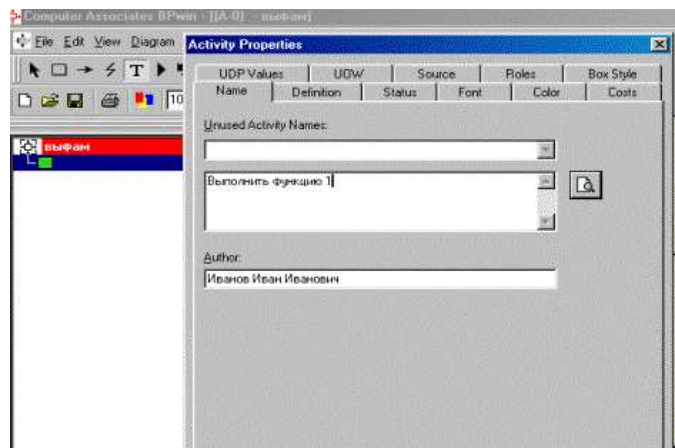 Computer Associates BPwin - [(A-0) - выфам]
File Edit View Diagram
Activity Properties
UDP Values UOW Source Roles Box Style
Name Definition Status Font Color Costs
T
10
Unused Activity Names:
выфам
Выполнить функцию 1
Author:
Иванов Иван Иванович